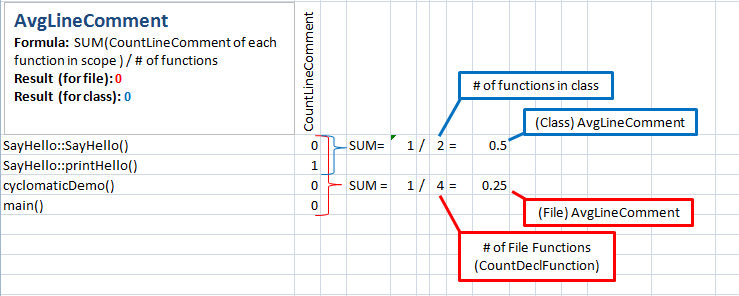 AvgLineComment
Formula: SUM(CountLineComment of each
function in scope ) / # of functions
Result (for file): 0
Result (for class): 0
CountLineComment
# of functions in class
(Class) AvgLineComment
SayHello::SayHello() 0 SUM= 1 / 2 = 0.5
SayHello::printHello() 1
cyclomaticDemo() 0 SUM = 1 / 4 = 0.25
main() 0
(File) AvgLineComment
# of File Functions
(CountDeclFunction)